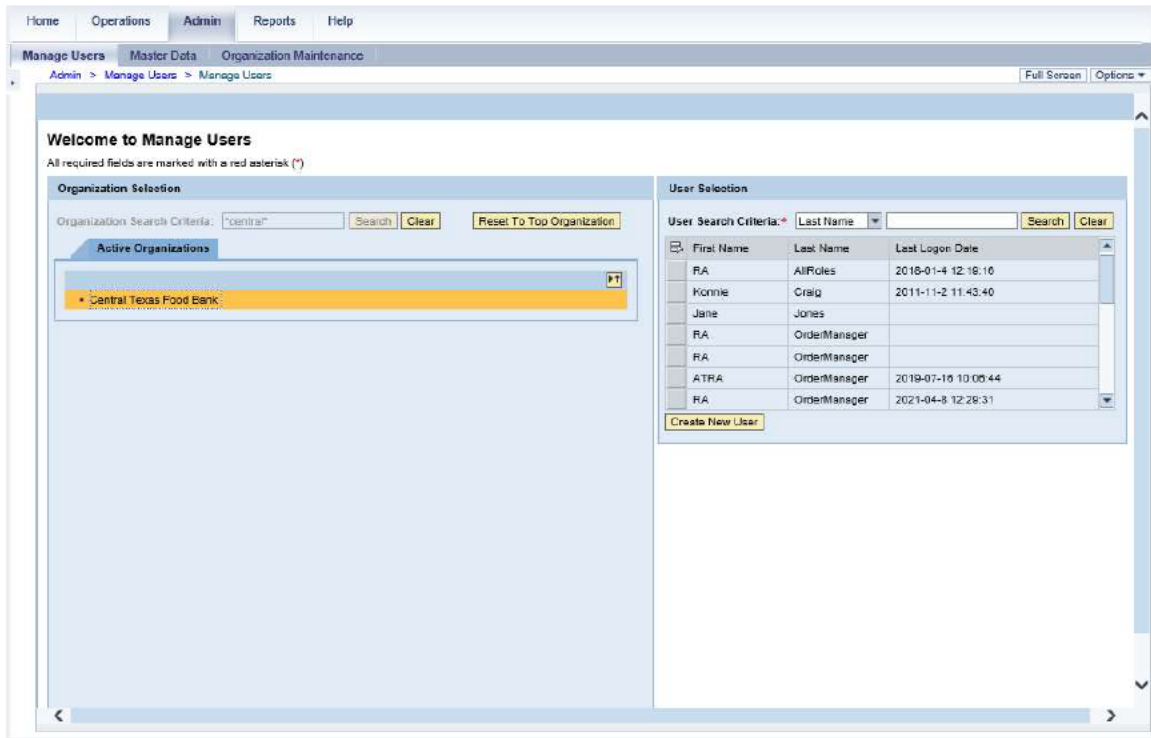 Home Operations Admin Reports Help
Manage Users Master Data Organization Maintenance
Admin > Manage Users > Manage Users
Full Screen Options
Welcome to Manage Users
All required fields are marked with a red asterisk (*)
Organization Selection
Organization Search Criteria: *central* Search Clear Reset To Top Organization
Active Organizations
Central Texas Food Bank
User Selection
User Search Criteria:* Last Name Search Clear
First Name Last Name Last Logon Date
RA AllRoles 2018-01-4 12:19:16
Konnie Craig 2011-11-2 11:43:40
Jane Jones
RA OrderManager
RA OrderManager
ATRA OrderManager 2019-07-16 10:06:44
RA OrderManager 2021-04-8 12:29:31
Create New User